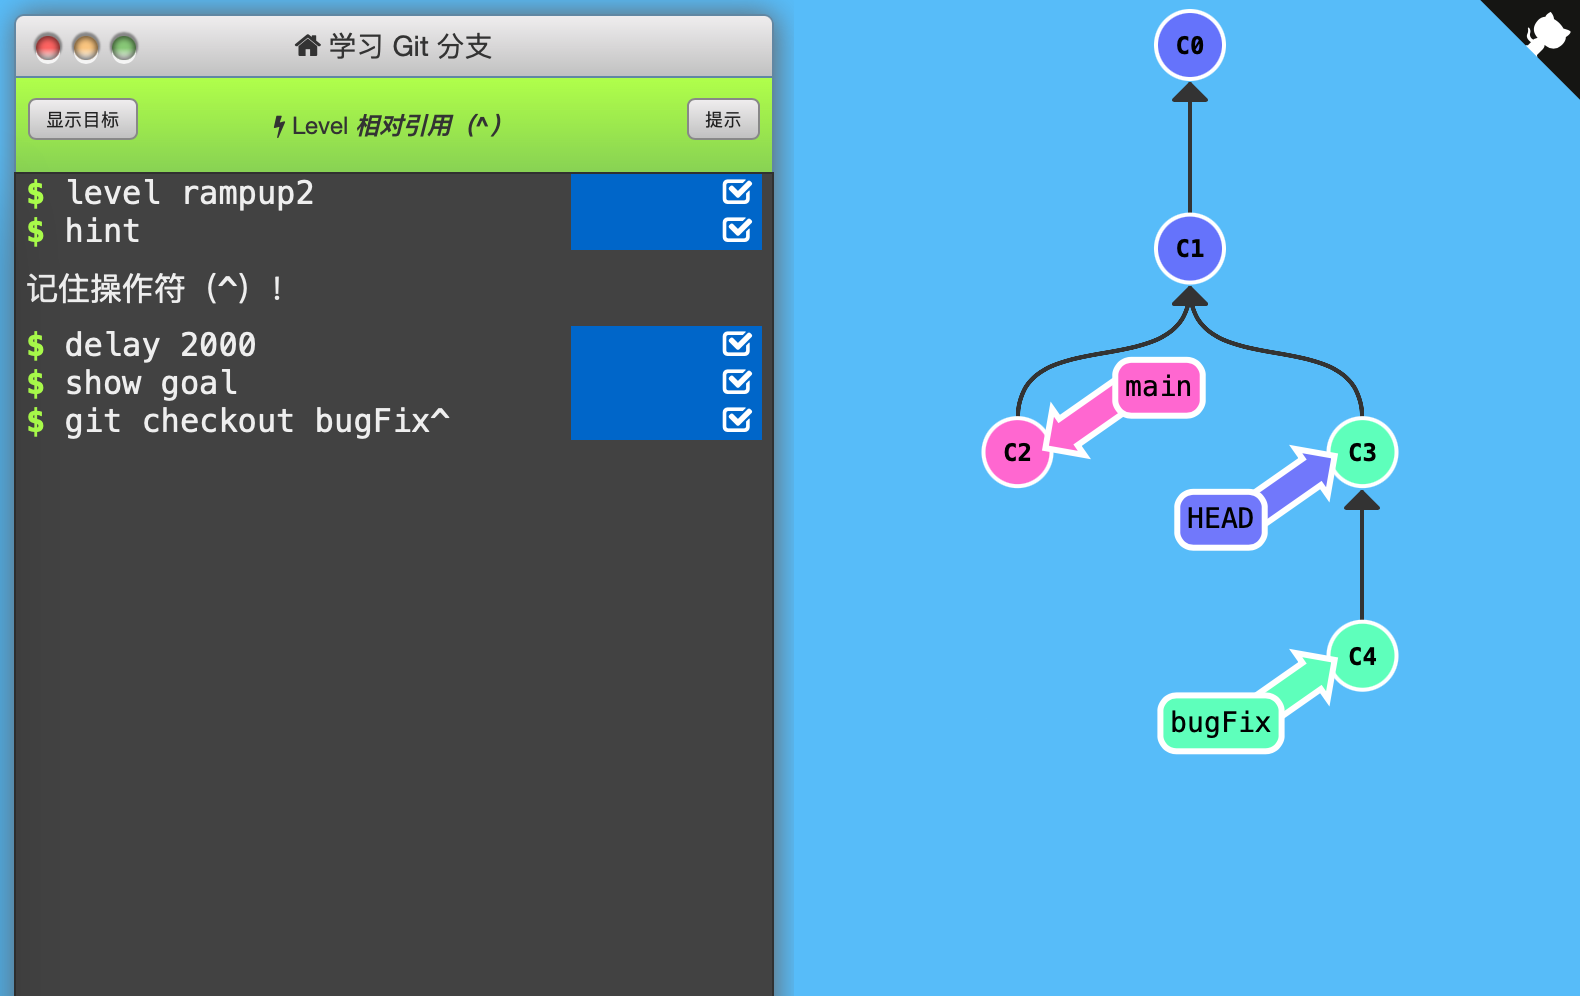 学习 Git 分支
显示目标
Level 相对引用（^）
提示
$ level rampup2
$ hint
记住操作符（^）！
$ delay 2000
$ show goal
$ git checkout bugFix^
C0
C1
main
C2
C3
HEAD
C4
bugFix